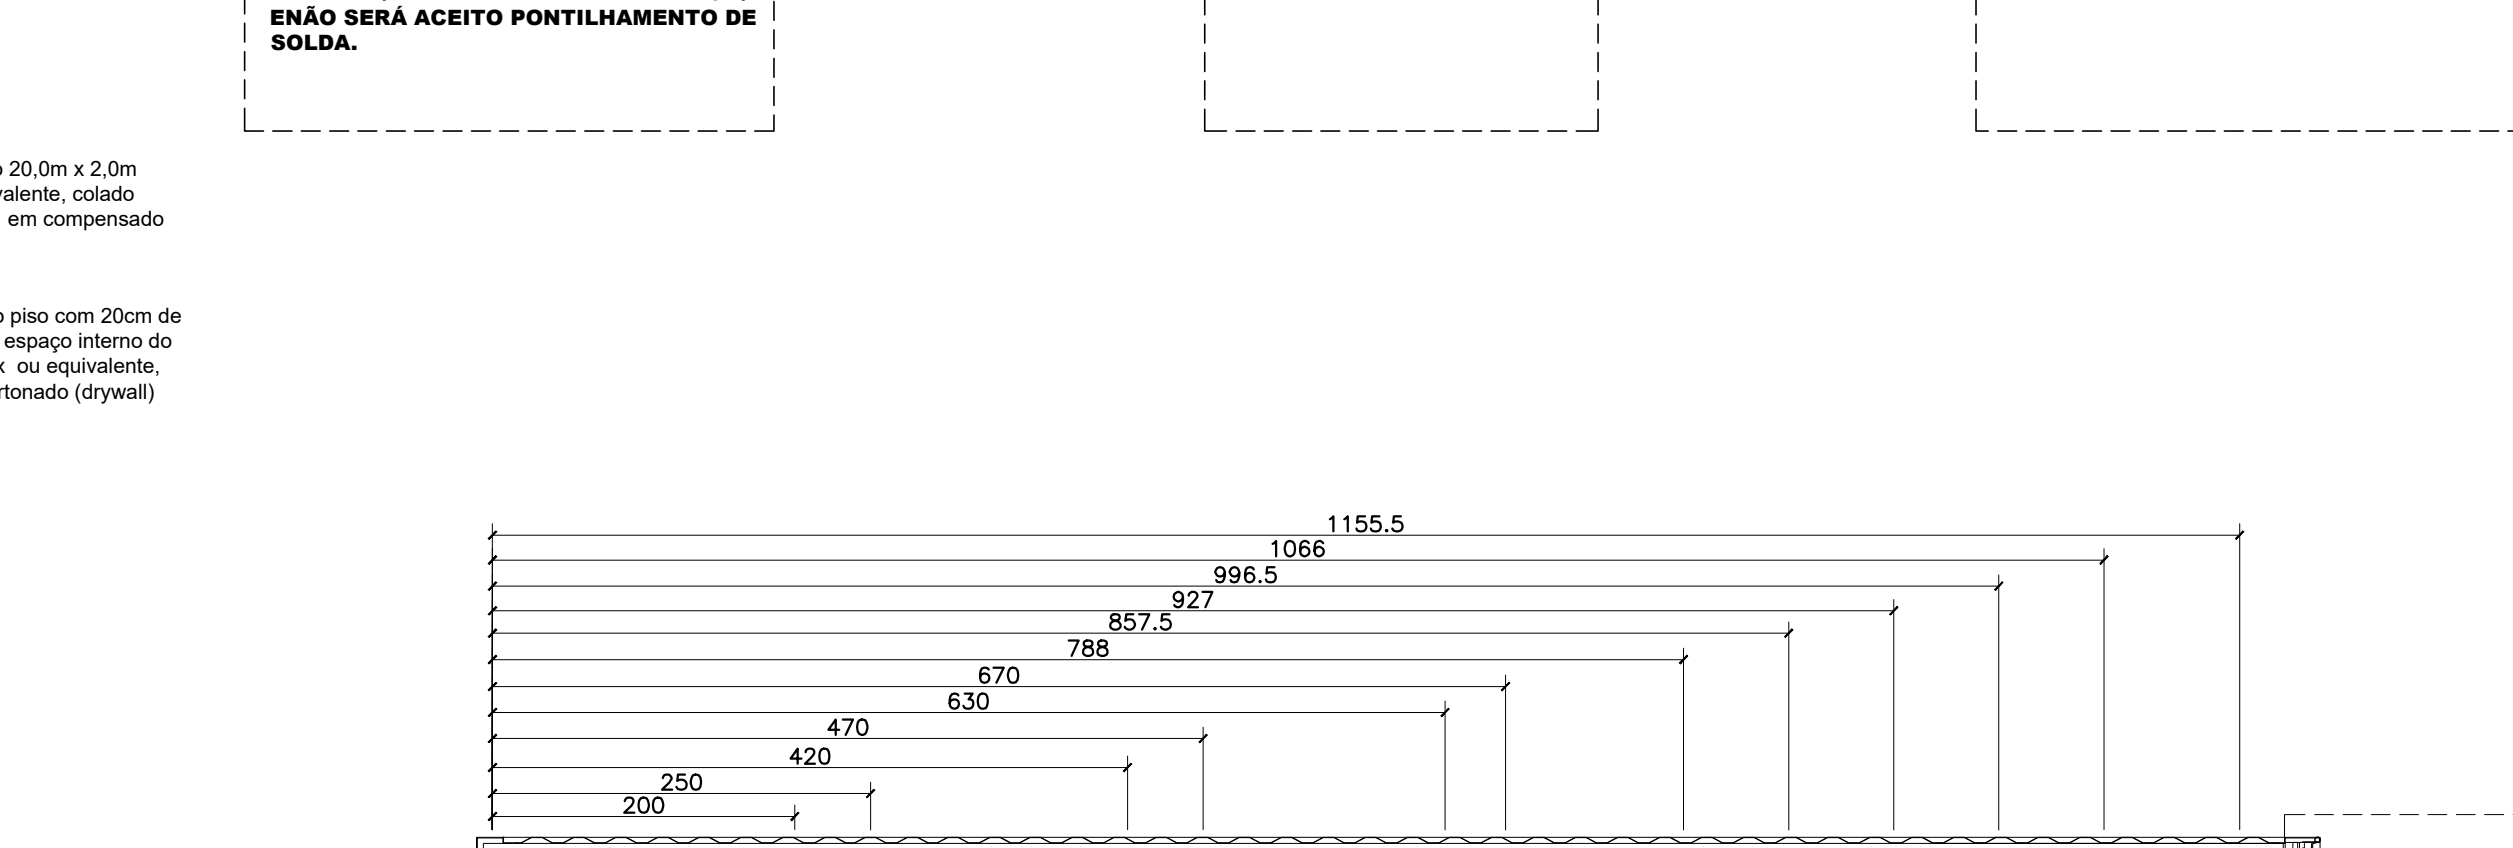 ENÃO SERÁ ACEITO PONTILHAMENTO DE
SOLDA.
20,0m x 2,0m
valente, colado
em compensado
o piso com 20cm de
espaço interno do
x ou equivalente,
rtonado (drywall)
1155.5
1066
996.5
927
857.5
788
670
630
470
420
250
200